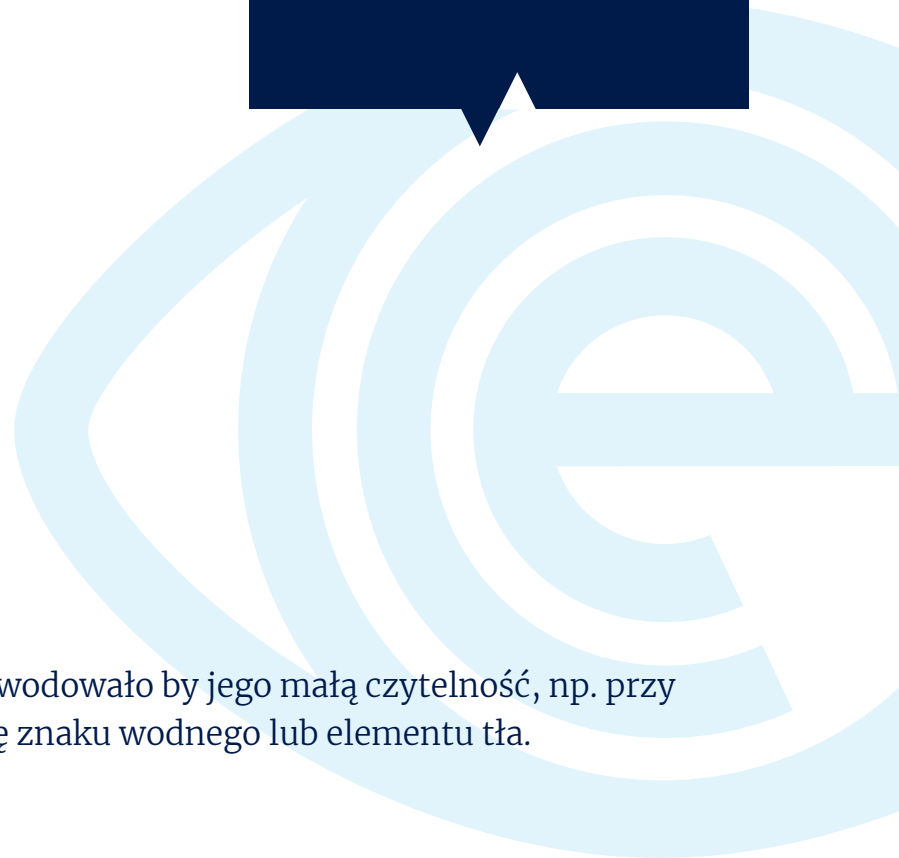 wodowało by jego małą czytelność, np. przy
ę znaku wodnego lub elementu tła.